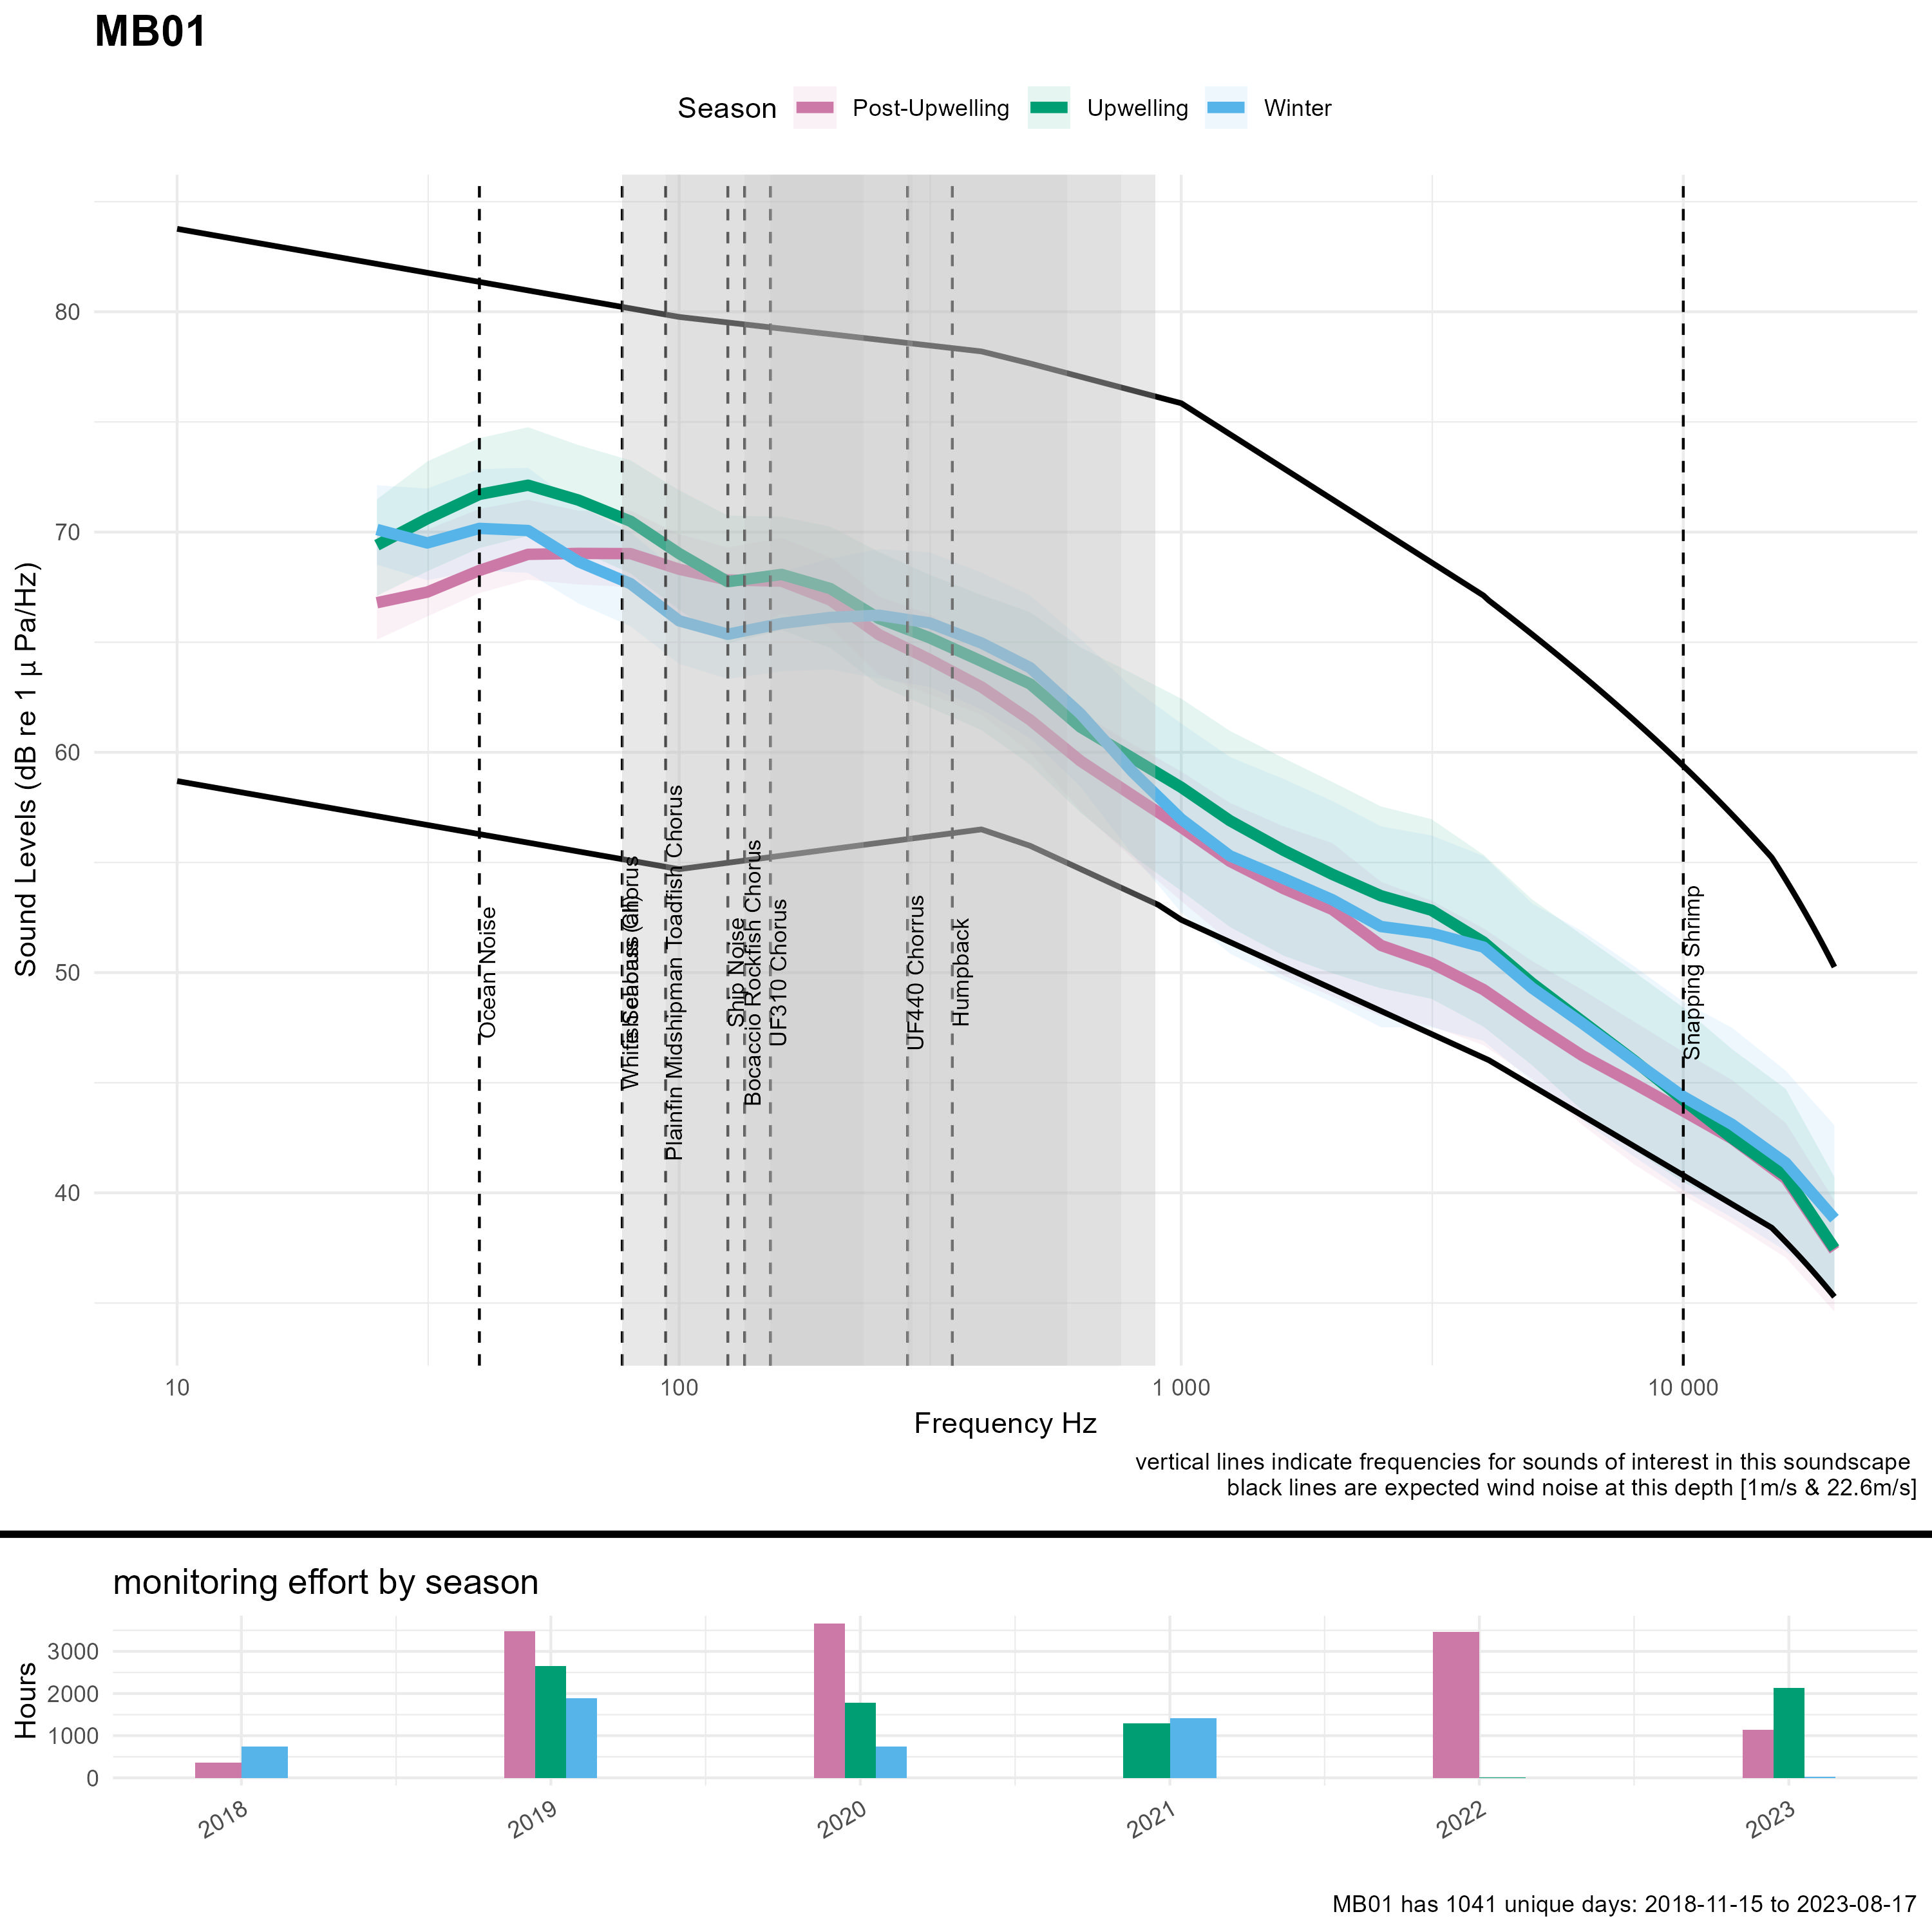 MB01
Season Post-Upwelling Upwelling Winter
Sound Levels (dB re 1 µ Pa/Hz)
80
70
60
50
40
Ocean Noise
Plainfin Midshipman Toadfish Chorus
Ship Noise
Bocaccio Rockfish Chorus
UF310 Chorus
UF440 Chorrus
Humpback
Snapping Shrimp
10 100 1 000 10 000
Frequency Hz
vertical lines indicate frequencies for sounds of interest in this soundscape
black lines are expected wind noise at this depth [1m/s & 22.6m/s]
monitoring effort by season
Hours
3000
2000
1000
0
2018 2019 2020 2021 2022 2023
MB01 has 1041 unique days: 2018-11-15 to 2023-08-17